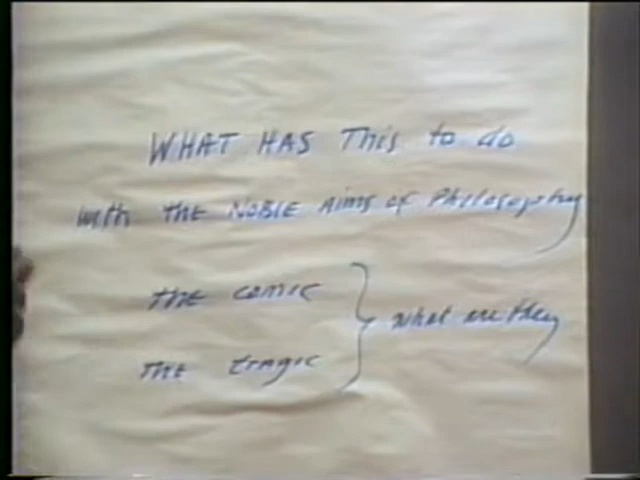 WHAT HAS This to do
with the NOBLE Aims of Philosophy
the comic
the tragic
what are they